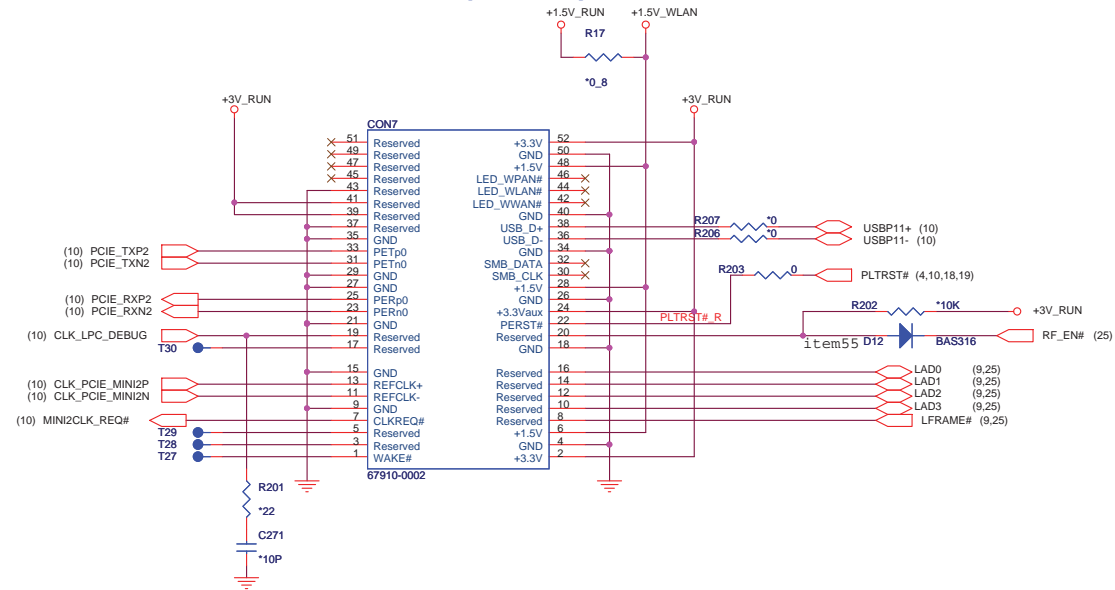 +1.5V_RUN +1.5V_WLAN
R17
*0_8
+3V_RUN +3V_RUN
CON7
51 Reserved +3.3V 52
49 Reserved GND 50
47 Reserved +1.5V 48
45 Reserved LED_WPAN# 46
43 Reserved LED_WLAN# 44
41 Reserved LED_WWAN# 42
39 Reserved GND 40
37 Reserved USB_D+ 38 R207 *0 USBP11+ (10)
35 GND USB_D- 36 R206 *0 USBP11- (10)
(10) PCIE_TXP2 33 PETp0 GND 34
(10) PCIE_TXN2 31 PETn0 SMB_DATA 32
29 GND SMB_CLK 30 R203 0 PLTRST# (4,10,18,19)
27 GND +1.5V 28
(10) PCIE_RXP2 25 PERp0 GND 26
(10) PCIE_RXN2 23 PERn0 +3.3Vaux 24 R202 *10K +3V_RUN
21 GND PERST# 22 PLTRST#_R
(10) CLK_LPC_DEBUG 19 Reserved Reserved 20 RF_EN# (25)
T30 17 Reserved GND 18 item55 D12 BAS316
15 GND Reserved 16 LAD0 (9,25)
(10) CLK_PCIE_MINI2P 13 REFCLK+ Reserved 14 LAD1 (9,25)
(10) CLK_PCIE_MINI2N 11 REFCLK- Reserved 12 LAD2 (9,25)
9 GND Reserved 10 LAD3 (9,25)
(10) MINI2CLK_REQ# 7 CLKREQ# Reserved 8 LFRAME# (9,25)
T29 5 Reserved +1.5V 6
T28 3 Reserved GND 4
T27 1 WAKE# +3.3V 2
67910-0002
R201
*22
C271
*10P